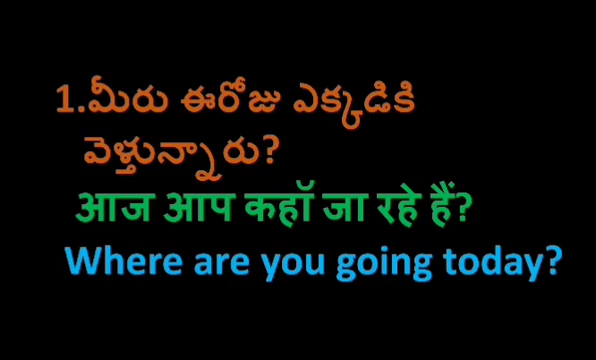 1.మీరు ఈరోజు ఎక్కడికి
వెళ్తున్నారు?
आज आप कहॉ जा रहे हैं?
Where are you going today?